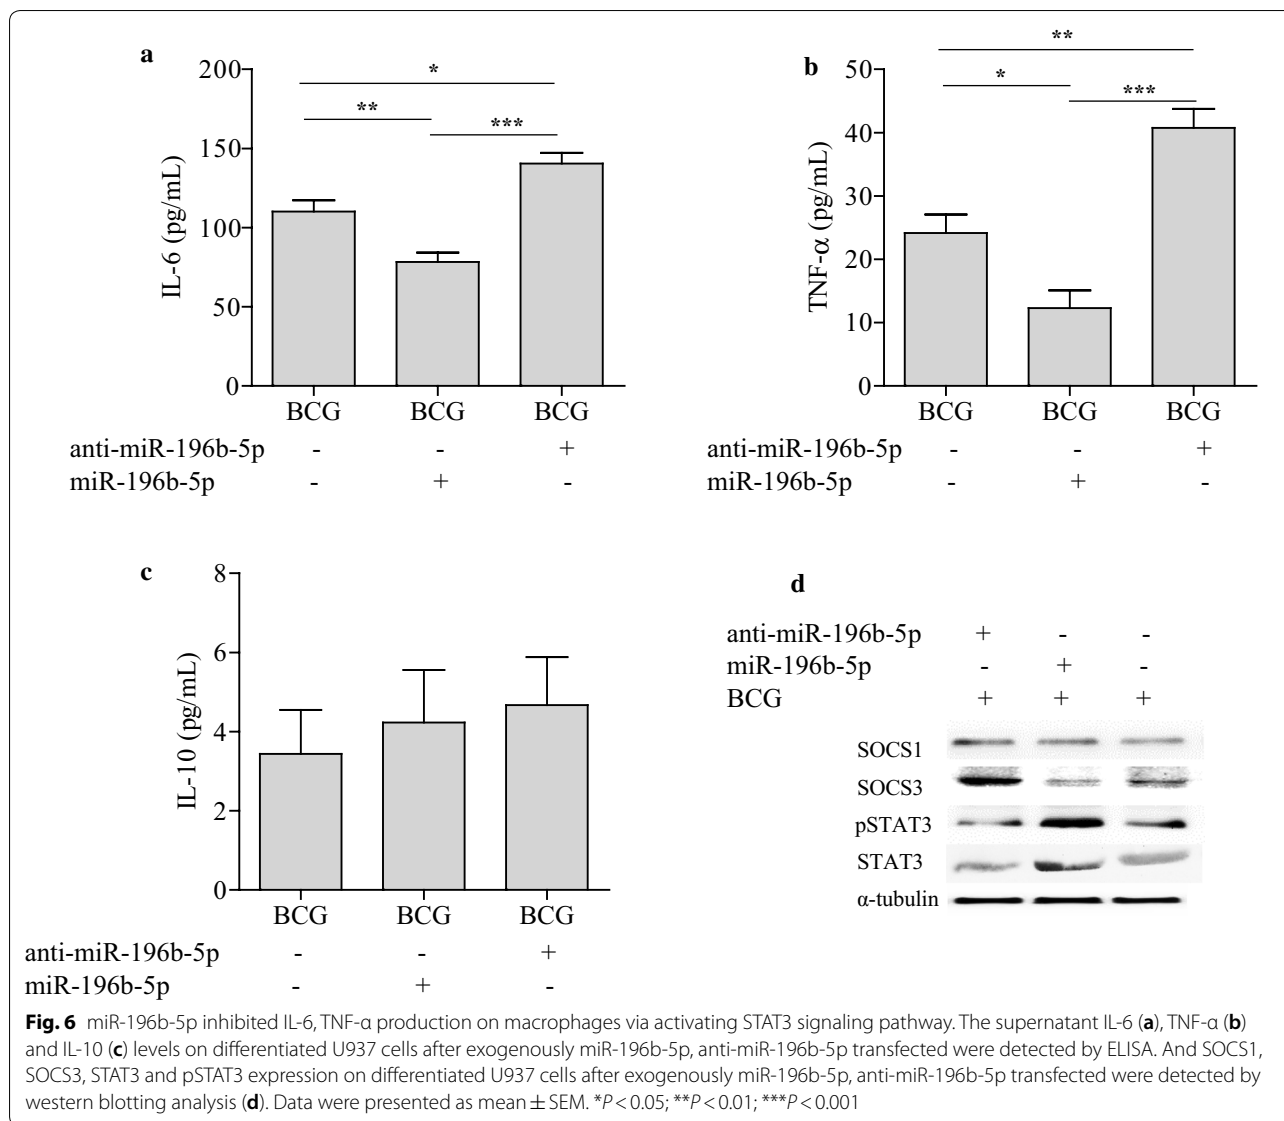 a
200
150
100
50
0
IL-6 (pg/mL)
*
**
***
BCG BCG BCG
anti-miR-196b-5p - - +
miR-196b-5p - + -
b
50
40
30
20
10
0
TNF-α (pg/mL)
**
*
***
BCG BCG BCG
anti-miR-196b-5p - - +
miR-196b-5p - + -
c
8
6
4
2
0
IL-10 (pg/mL)
BCG BCG BCG
anti-miR-196b-5p - - +
miR-196b-5p - + -
d
anti-miR-196b-5p + - -
miR-196b-5p - + -
BCG + + +
SOCS1
SOCS3
pSTAT3
STAT3
α-tubulin
Fig. 6 miR-196b-5p inhibited IL-6, TNF-α production on macrophages via activating STAT3 signaling pathway. The supernatant IL-6 (a), TNF-α (b)
and IL-10 (c) levels on differentiated U937 cells after exogenously miR-196b-5p, anti-miR-196b-5p transfected were detected by ELISA. And SOCS1,
SOCS3, STAT3 and pSTAT3 expression on differentiated U937 cells after exogenously miR-196b-5p, anti-miR-196b-5p transfected were detected by
western blotting analysis (d). Data were presented as mean ± SEM. *P < 0.05; **P < 0.01; ***P < 0.001